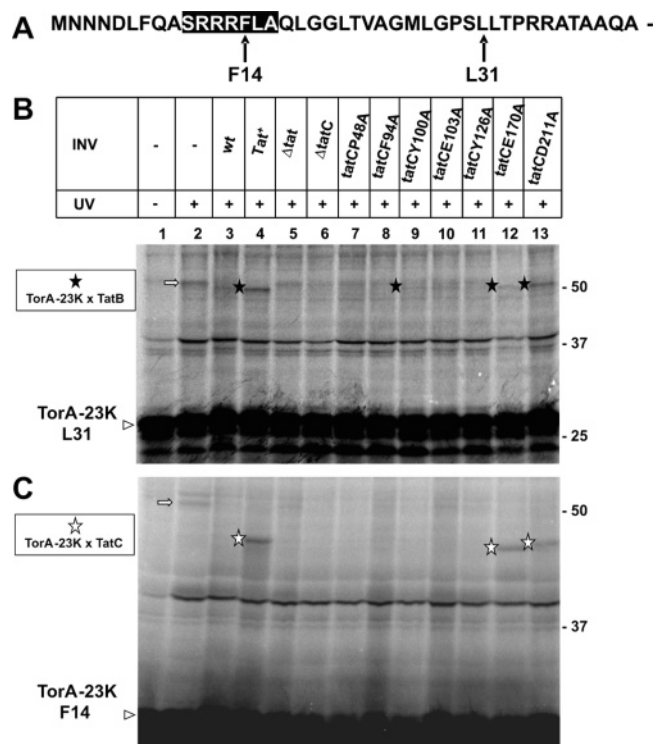 A MNNNDLFQASRRRFLAQLGGLTVAGMLGPSLLTPRRATAAQA -
F14 L31
B
INV - - wt Tat⁺ Δtat ΔtatC tatCP48A tatCF94A tatCY100A tatCE103A tatCY126A tatCE170A tatCD211A
UV - + + + + + + + + + + + +
1 2 3 4 5 6 7 8 9 10 11 12 13
★
TorA-23K x TatB
- 50
- 37
TorA-23K
L31
- 25
C
- 50
☆
TorA-23K x TatC
- 37
TorA-23K
F14